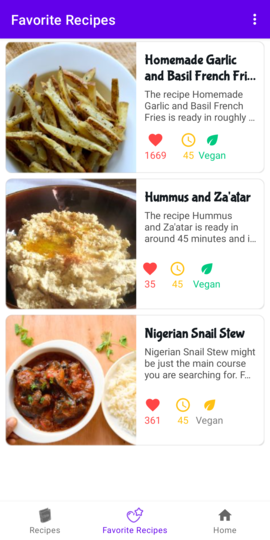 Favorite Recipes
Homemade Garlic
and Basil French Fri...
The recipe Homemade
Garlic and Basil French
Fries is ready in roughly ...
1669 45 Vegan
Hummus and Za'atar
The recipe Hummus
and Za'atar is ready in
around 45 minutes and i...
35 45 Vegan
Nigerian Snail Stew
Nigerian Snail Stew might
be just the main course
you are searching for. F...
361 45 Vegan
Recipes Favorite Recipes Home